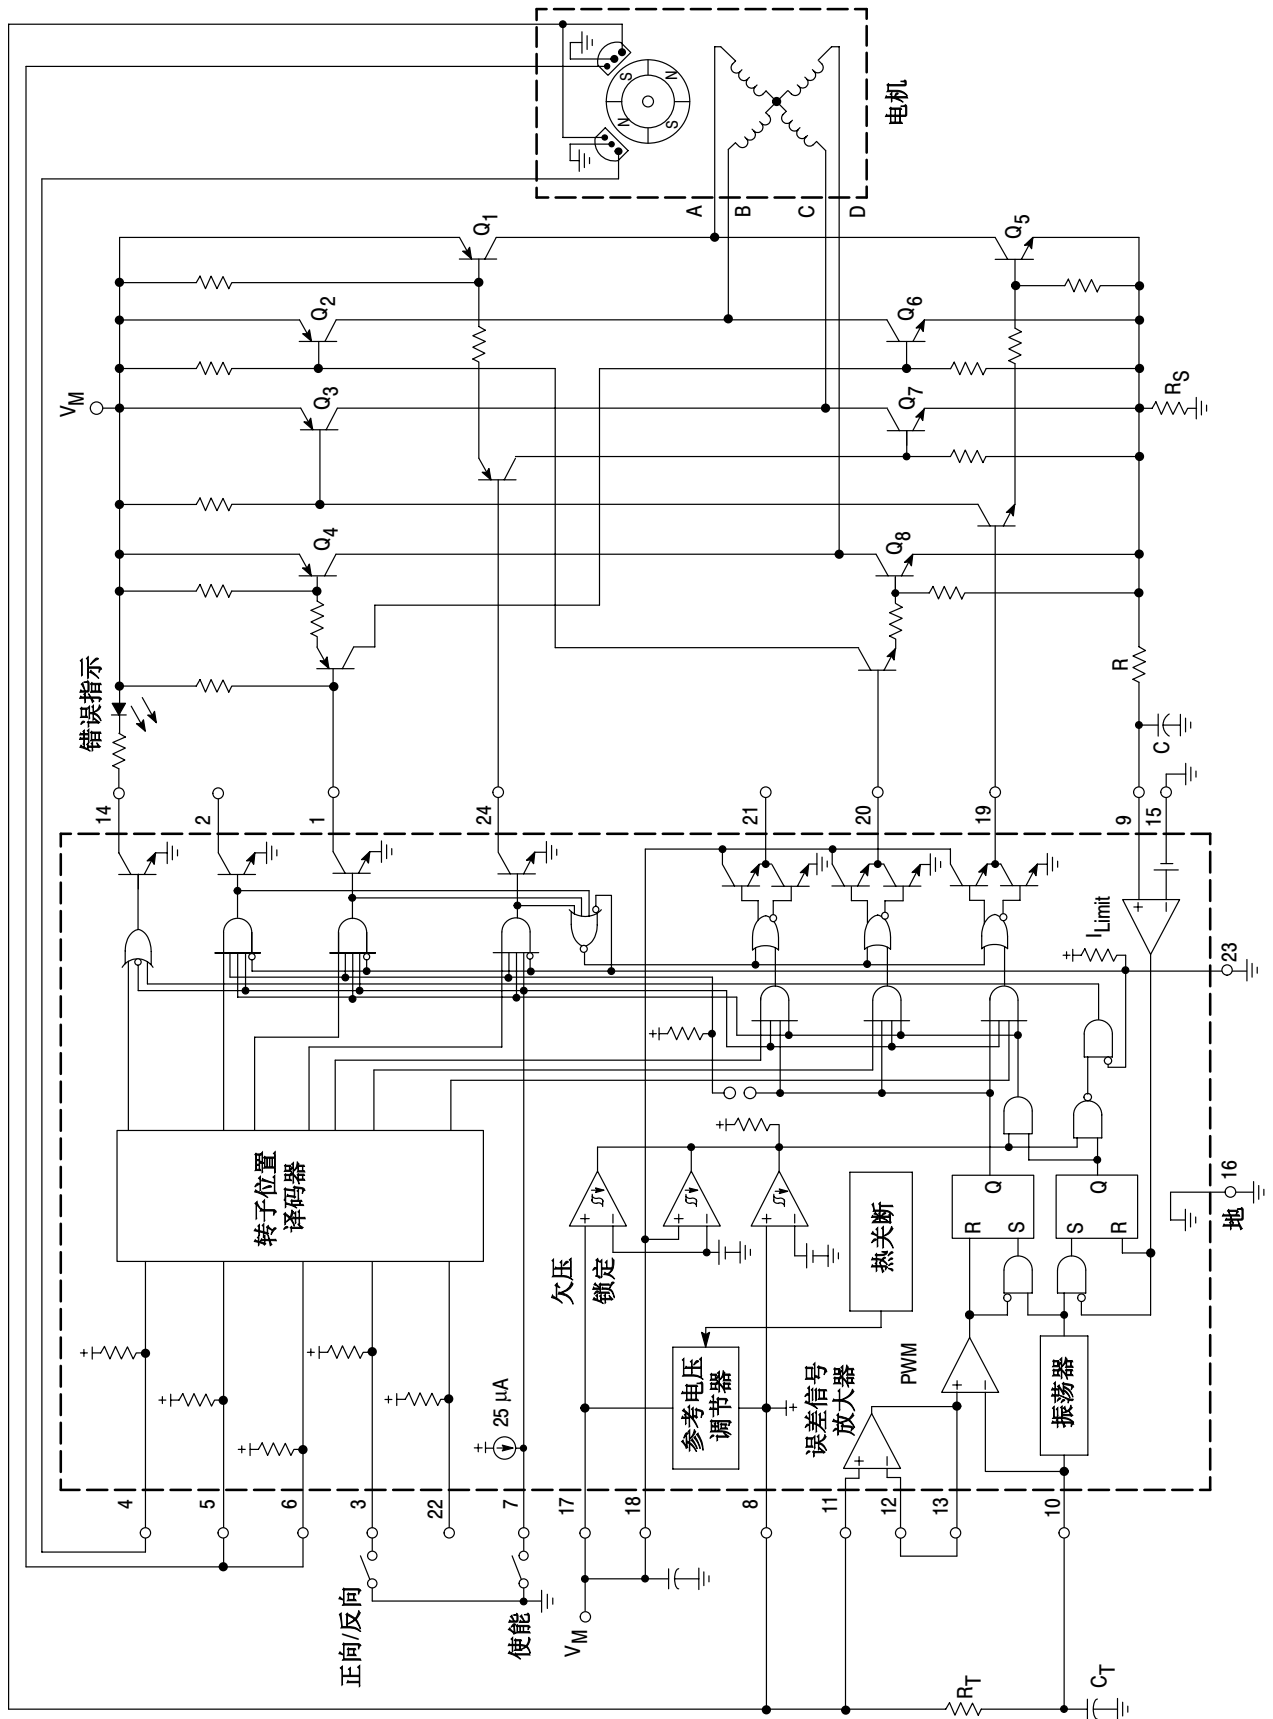 电机
S
N
N
S
A
B
C
D
VM
Q1
Q2
Q3
Q4
Q5
Q6
Q7
Q8
RS
R
C
错误指示
14
2
1
24
21
20
19
9
15
ILimit
+
−
23
转子位置
译码器
欠压
锁定
热关断
参考电压
调节器
误差信号
放大器
PWM
振荡器
R
Q
S
S
Q
R
16
地
25 μA
4
5
6
3
22
7
17
18
8
11
12
13
10
正向/反向
使能
VM
RT
CT